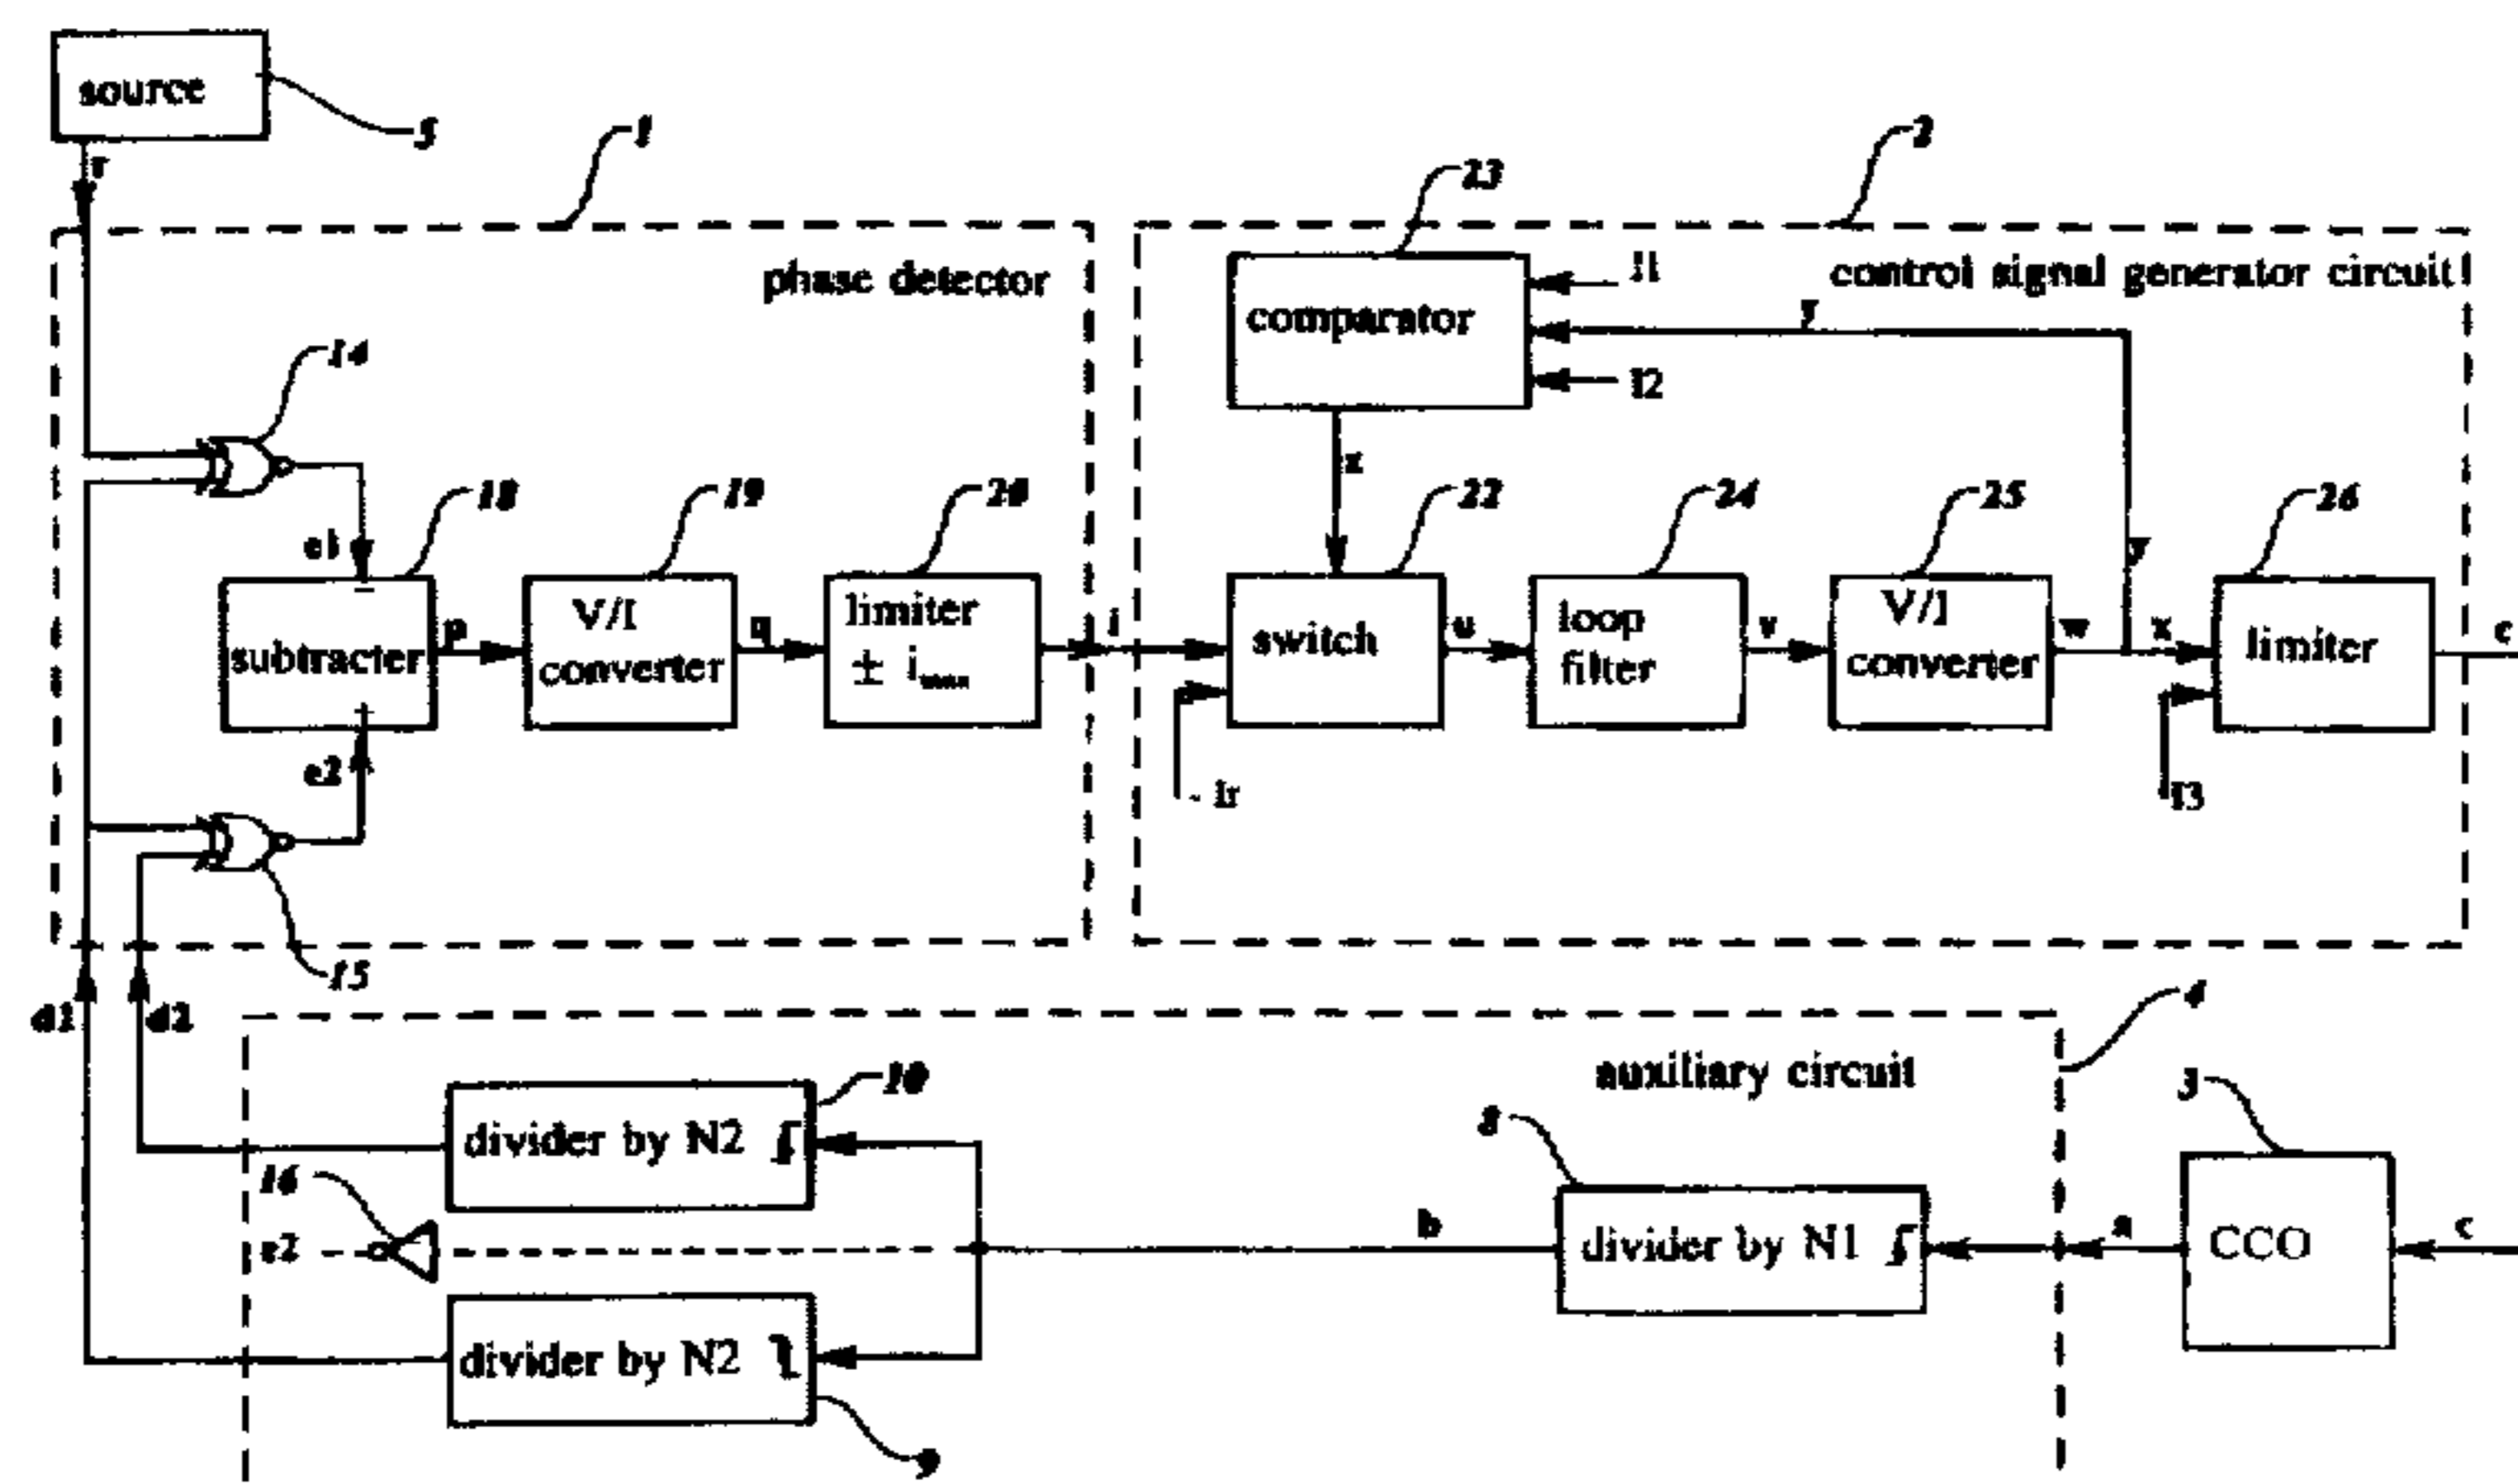 source
5
r
1
2
23
phase detector
control signal generator circuit
I1
comparator
y
14
I2
z
18
19
20
22
24
25
26
e1
−
y
V/I
limiter
loop
V/I
p
q
i
u
v
w
x
c
subtracter
converter
± imax
switch
filter
converter
limiter
+
e2
ir
I3
15
4
d1
d2
auxiliary circuit
10
3
8
divider by N2
16
b
a
c
e2
divider by N1
CCO
divider by N2
9